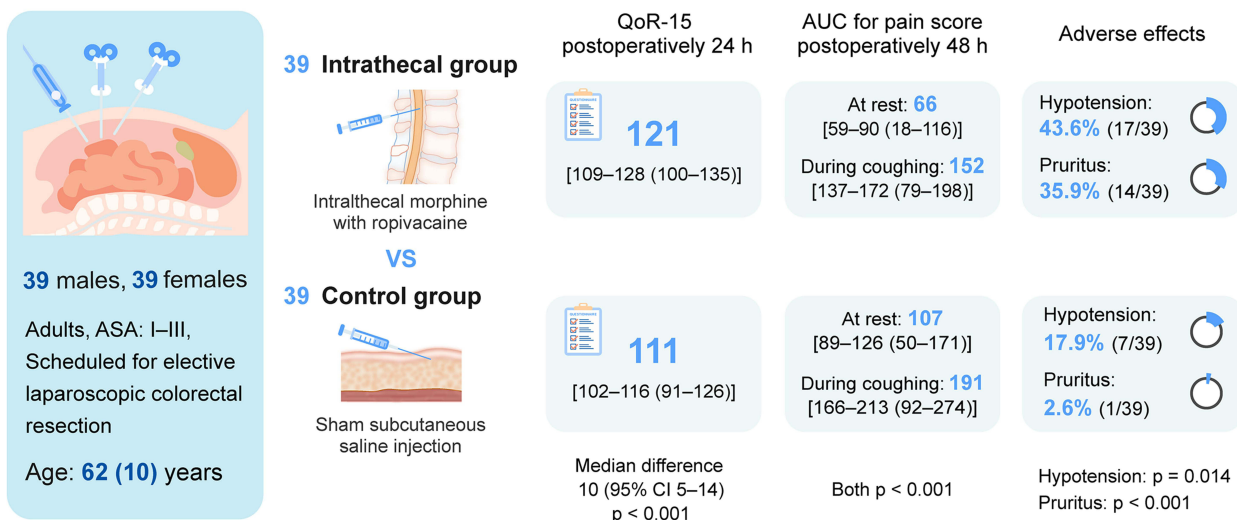 39 males, 39 females
Adults, ASA: I–III,
Scheduled for elective
laparoscopic colorectal
resection
Age: 62 (10) years
39 Intrathecal group
Intralthecal morphine
with ropivacaine
VS
39 Control group
Sham subcutaneous
saline injection
QoR-15
postoperatively 24 h
QUESTIONNAIRE
121
[109–128 (100–135)]
QUESTIONNAIRE
111
[102–116 (91–126)]
Median difference
10 (95% CI 5–14)
p < 0.001
AUC for pain score
postoperatively 48 h
At rest: 66
[59–90 (18–116)]
During coughing: 152
[137–172 (79–198)]
At rest: 107
[89–126 (50–171)]
During coughing: 191
[166–213 (92–274)]
Both p < 0.001
Adverse effects
Hypotension:
43.6% (17/39)
Pruritus:
35.9% (14/39)
Hypotension:
17.9% (7/39)
Pruritus:
2.6% (1/39)
Hypotension: p = 0.014
Pruritus: p < 0.001